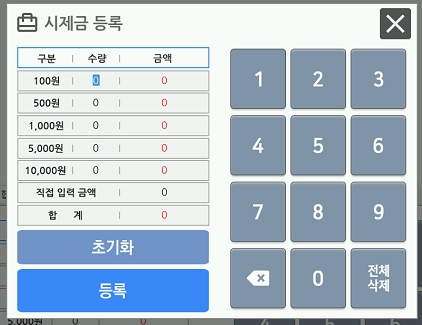 시제금 등록
구분 | 수량 | 금액
100원 | 0 | 0
500원 | 0 | 0
1,000원 | 0 | 0
5,000원 | 0 | 0
10,000원 | 0 | 0
직접 입력 금액 | 0
합 계 | 0
초기화
등록
1 2 3
4 5 6
7 8 9
0 전체
삭제
5,000원 0 0